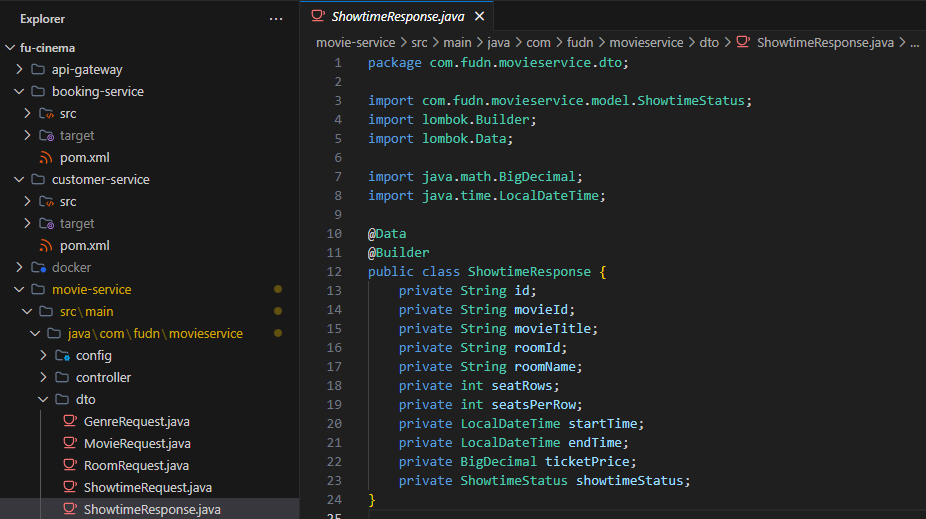 Explorer
...
fu-cinema
api-gateway
booking-service
src
target
pom.xml
customer-service
src
target
pom.xml
docker
movie-service
src\main
java\com\fudn\movieservice
config
controller
dto
GenreRequest.java
MovieRequest.java
RoomRequest.java
ShowtimeRequest.java
ShowtimeResponse.java
ShowtimeResponse.java
movie-service > src > main > java > com > fudn > movieservice > dto > ShowtimeResponse.java > ...
1 package com.fudn.movieservice.dto;
2
3 import com.fudn.movieservice.model.ShowtimeStatus;
4 import lombok.Builder;
5 import lombok.Data;
6
7 import java.math.BigDecimal;
8 import java.time.LocalDateTime;
9
10 @Data
11 @Builder
12 public class ShowtimeResponse {
13     private String id;
14     private String movieId;
15     private String movieTitle;
16     private String roomId;
17     private String roomName;
18     private int seatRows;
19     private int seatsPerRow;
20     private LocalDateTime startTime;
21     private LocalDateTime endTime;
22     private BigDecimal ticketPrice;
23     private ShowtimeStatus showtimeStatus;
24 }
25